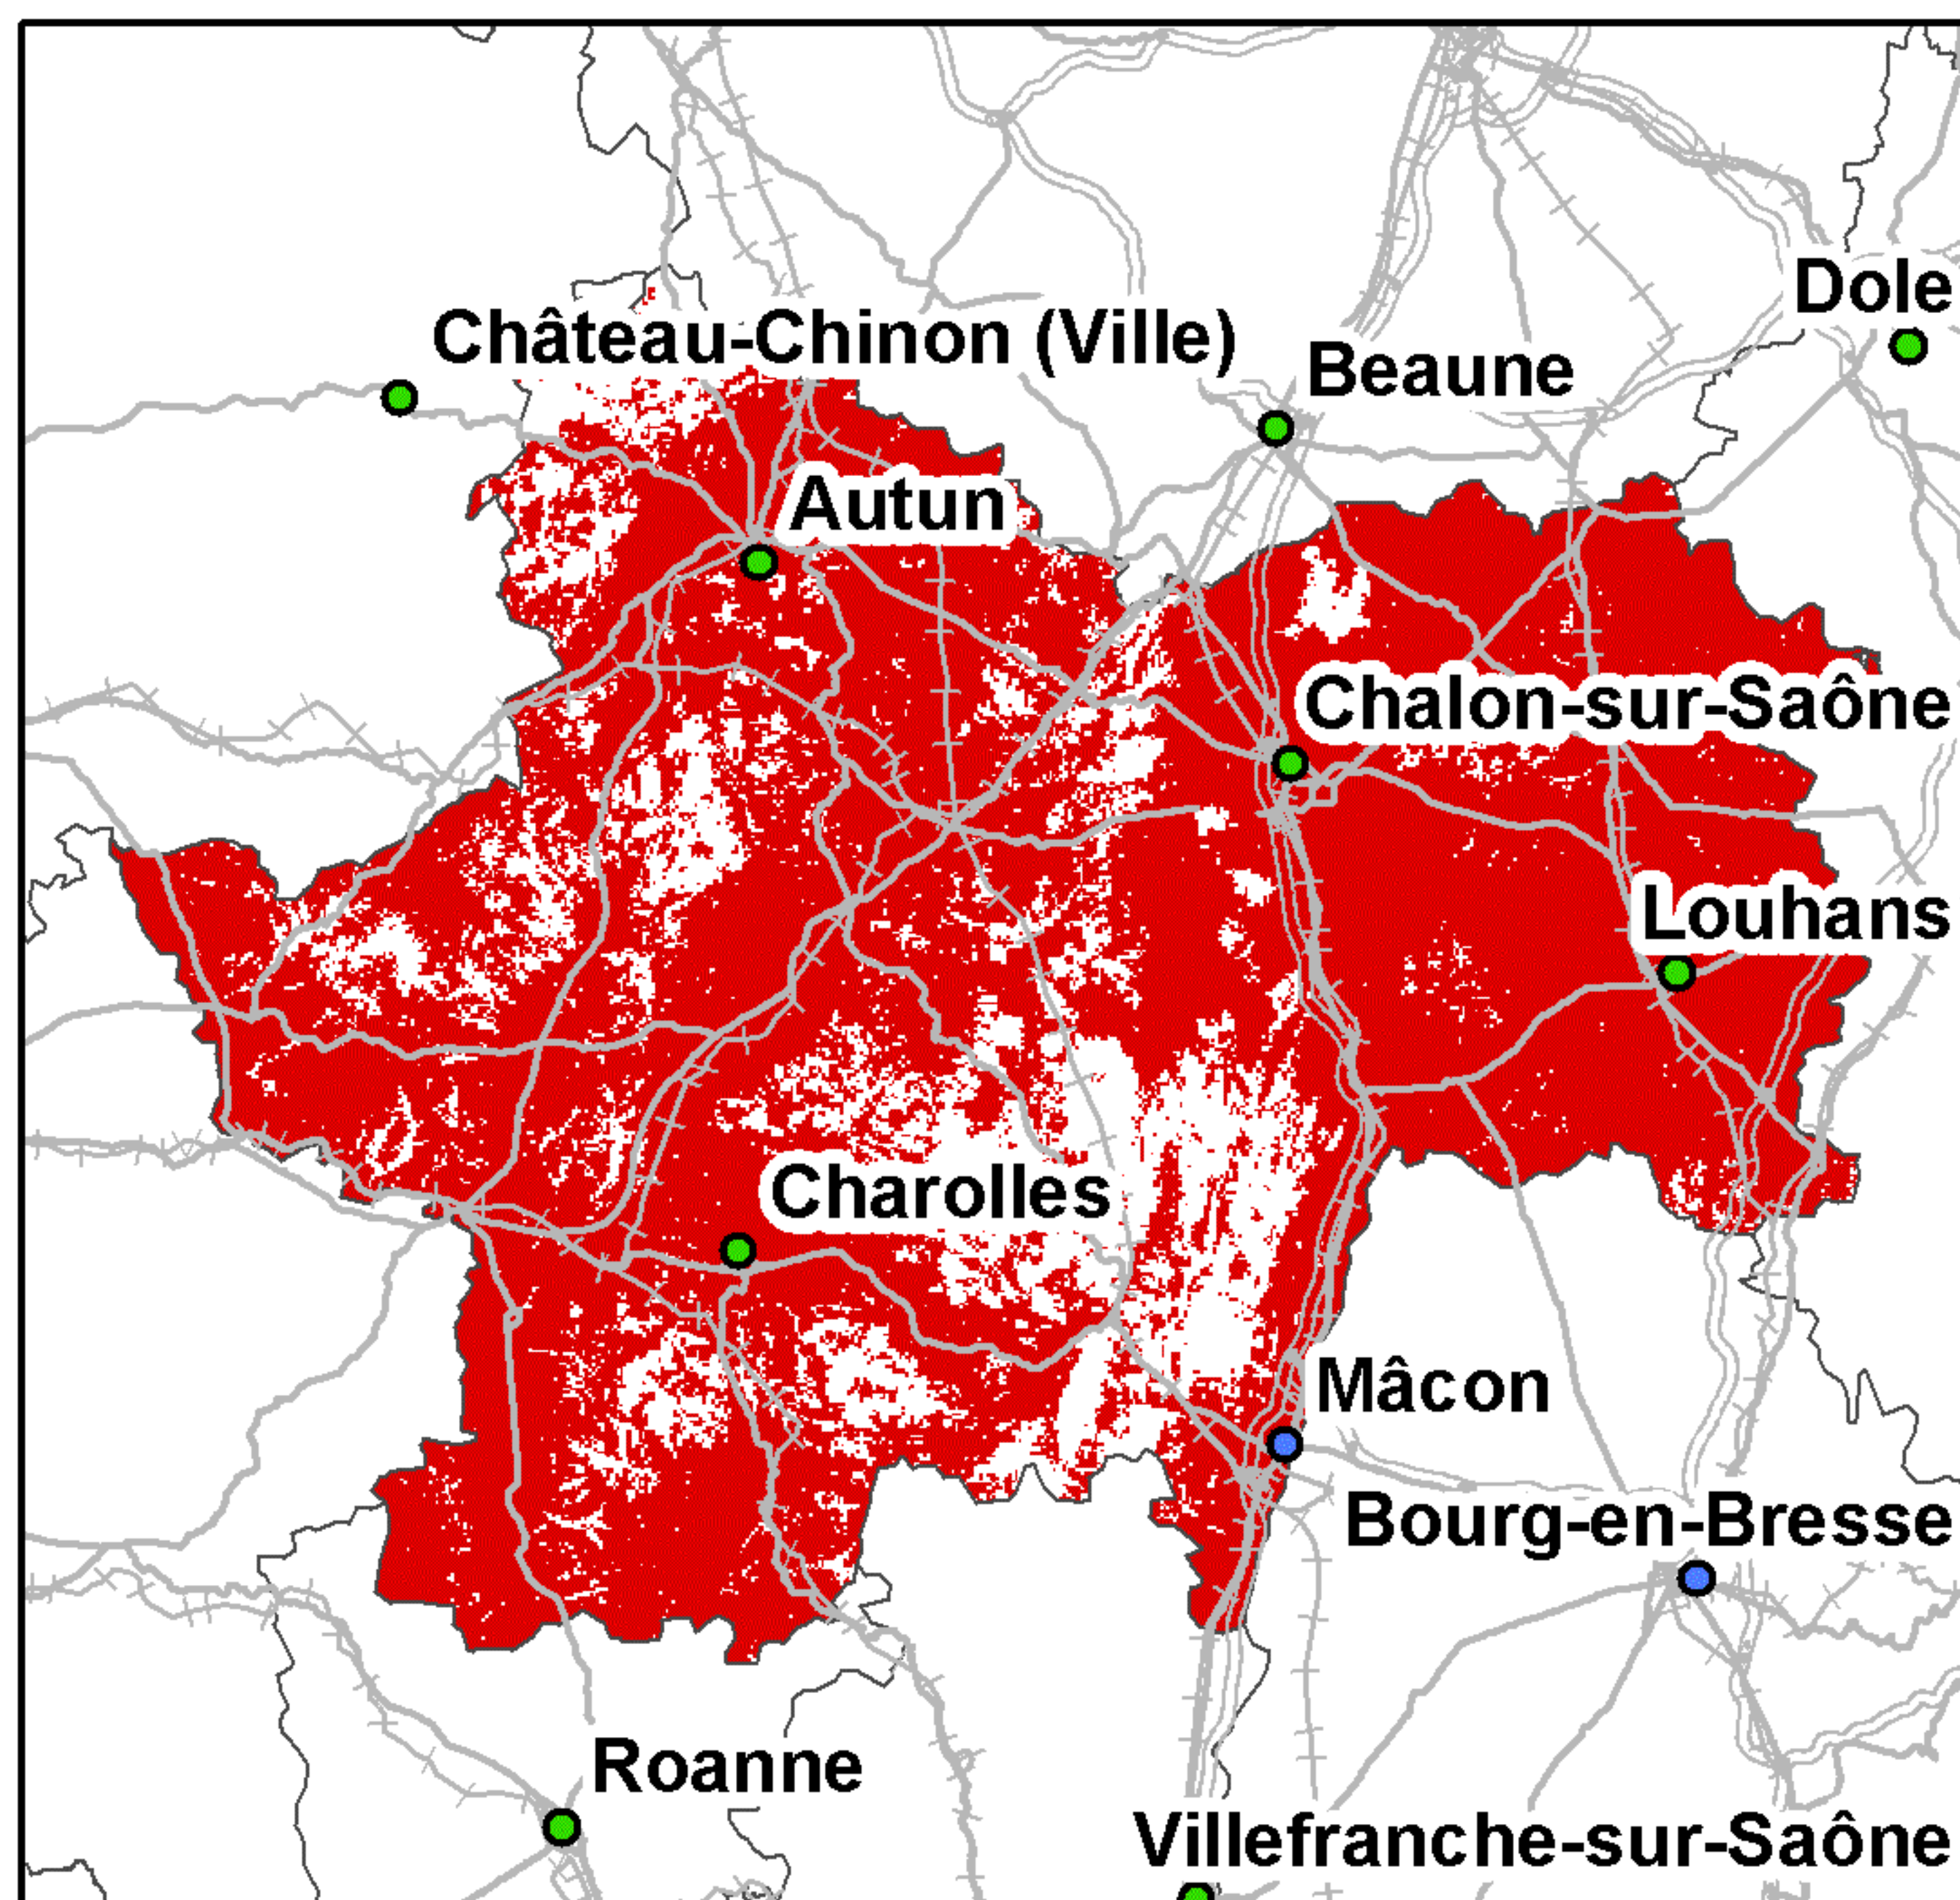 Dole
Château-Chinon (Ville)
Beaune
Autun
Chalon-sur-Saône
Louhans
Charolles
Mâcon
Bourg-en-Bresse
Roanne
Villefranche-sur-Saône